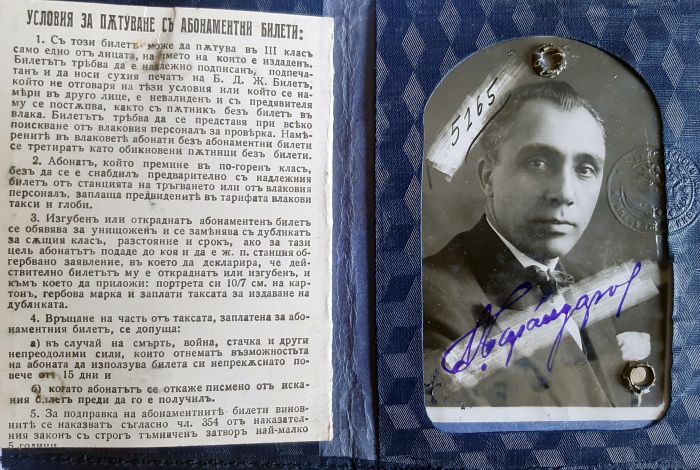 УСЛОВИЯ ЗА ПѪТУВАНЕ СЪ АБОНАМЕНТНИ БИЛЕТИ:
1. Съ този билетъ може да пѫтува въ III класъ
само едно отъ лицата, на името на които е издаденъ.
Билетътъ трѣбва да е надлежно подписанъ, подпеча-
танъ и да носи сухия печатъ на Б. Д. Ж. Билетъ,
който не отговаря на тѣзи условия или който се на-
мѣри въ друго лице, е невалиденъ и съ предявителя
му се постѫпва, както съ пѫтникъ безъ билетъ въ
влака. Билетътъ трѣбва да се представя при всѣко
поискване отъ влаковия персоналъ за провѣрка. Намѣ-
ренитѣ въ влаковетѣ абонати безъ абонаментни билети
се третиратъ като обикновени пѫтници безъ билети.
2. Абонатъ, който премине въ по-горенъ класъ,
безъ да се е снабдилъ предварително съ надлежния
билетъ отъ станцията на тръгването или отъ влаковия
персоналъ, заплаща предвиденитѣ въ тарифата влакови
такси и глоби.
3. Изгубенъ или откраднатъ абонаментенъ билетъ
се обявява за унищоженъ и се замѣнява съ дубликатъ
за сѫщия класъ, разстояние и срокъ, ако за тази
цель абонатътъ подаде до коя да е ж. п. станция об-
гербвано заявление, въ което да декларира, че дей-
ствително билетътъ му е откраднатъ или изгубенъ, и
къмъ което да приложи: портрета си 10/7 см. на кар-
тонъ, гербова марка и заплати таксата за издаване на
дубликата.
4. Връщане на часть отъ таксата, заплатена за або-
наментния билетъ, се допуща:
а) въ случай на смърть, война, стачка и други
непреодолими сили, които отнематъ възможностьта
на абоната да използува билета си непрекѫснато по-
вече отъ 15 дни и
б) когато абонатътъ се откаже писмено отъ иска-
ния билетъ преди да го е получилъ.
5. За подправка на абонаментнитѣ билети винов-
нитѣ се наказватъ съгласно чл. 354 отъ наказател-
ния законъ съ строгъ тъмниченъ затворъ най-малко
5 години.
5265